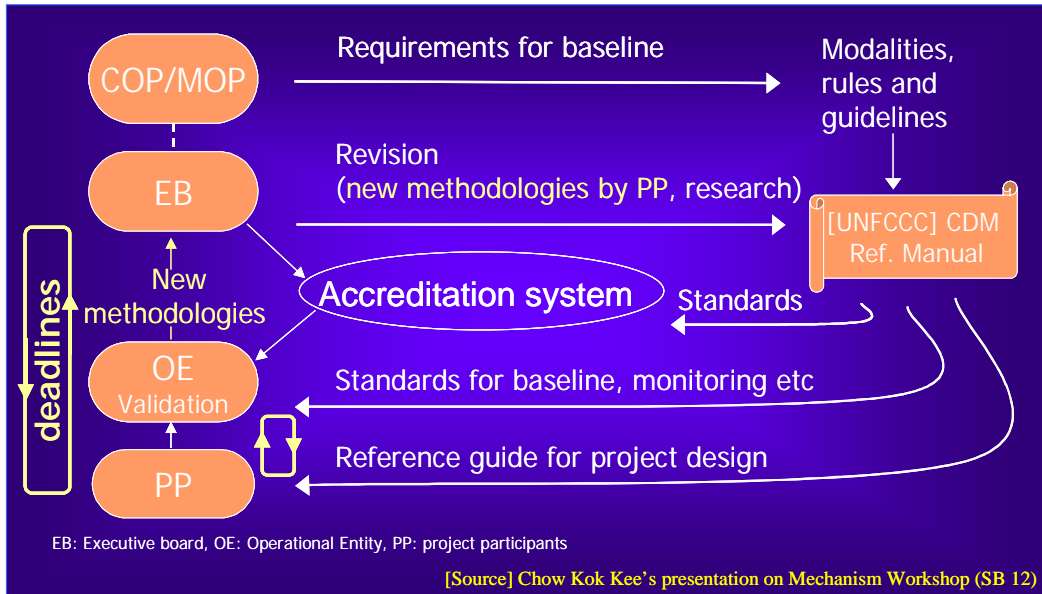 COP/MOP
Requirements for baseline
Modalities,
rules and
guidelines
EB
Revision
(new methodologies by PP, research)
[UNFCCC] CDM
Ref. Manual
New
methodologies
Accreditation system
Standards
deadlines
OE
Validation
Standards for baseline, monitoring etc
PP
Reference guide for project design
EB: Executive board, OE: Operational Entity, PP: project participants
[Source] Chow Kok Kee's presentation on Mechanism Workshop (SB 12)